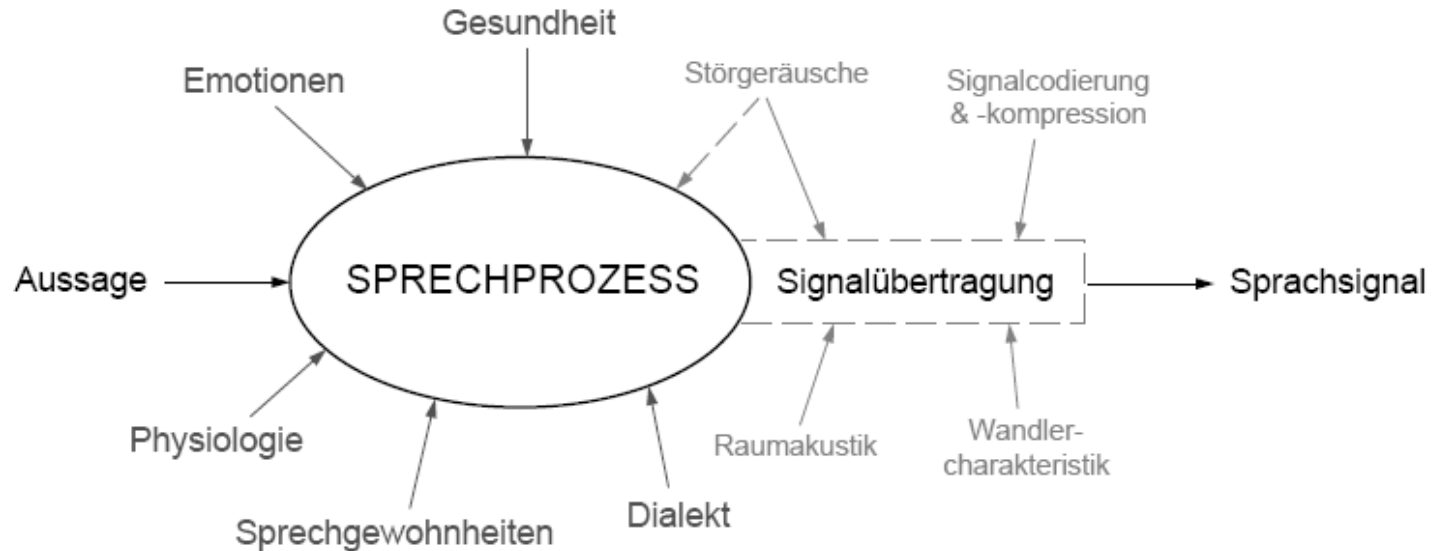 Gesundheit
Emotionen
Störgeräusche
Signalcodierung
& -kompression
Aussage
SPRECHPROZESS
Signalübertragung
Sprachsignal
Physiologie
Sprechgewohnheiten
Dialekt
Raumakustik
Wandler-
charakteristik